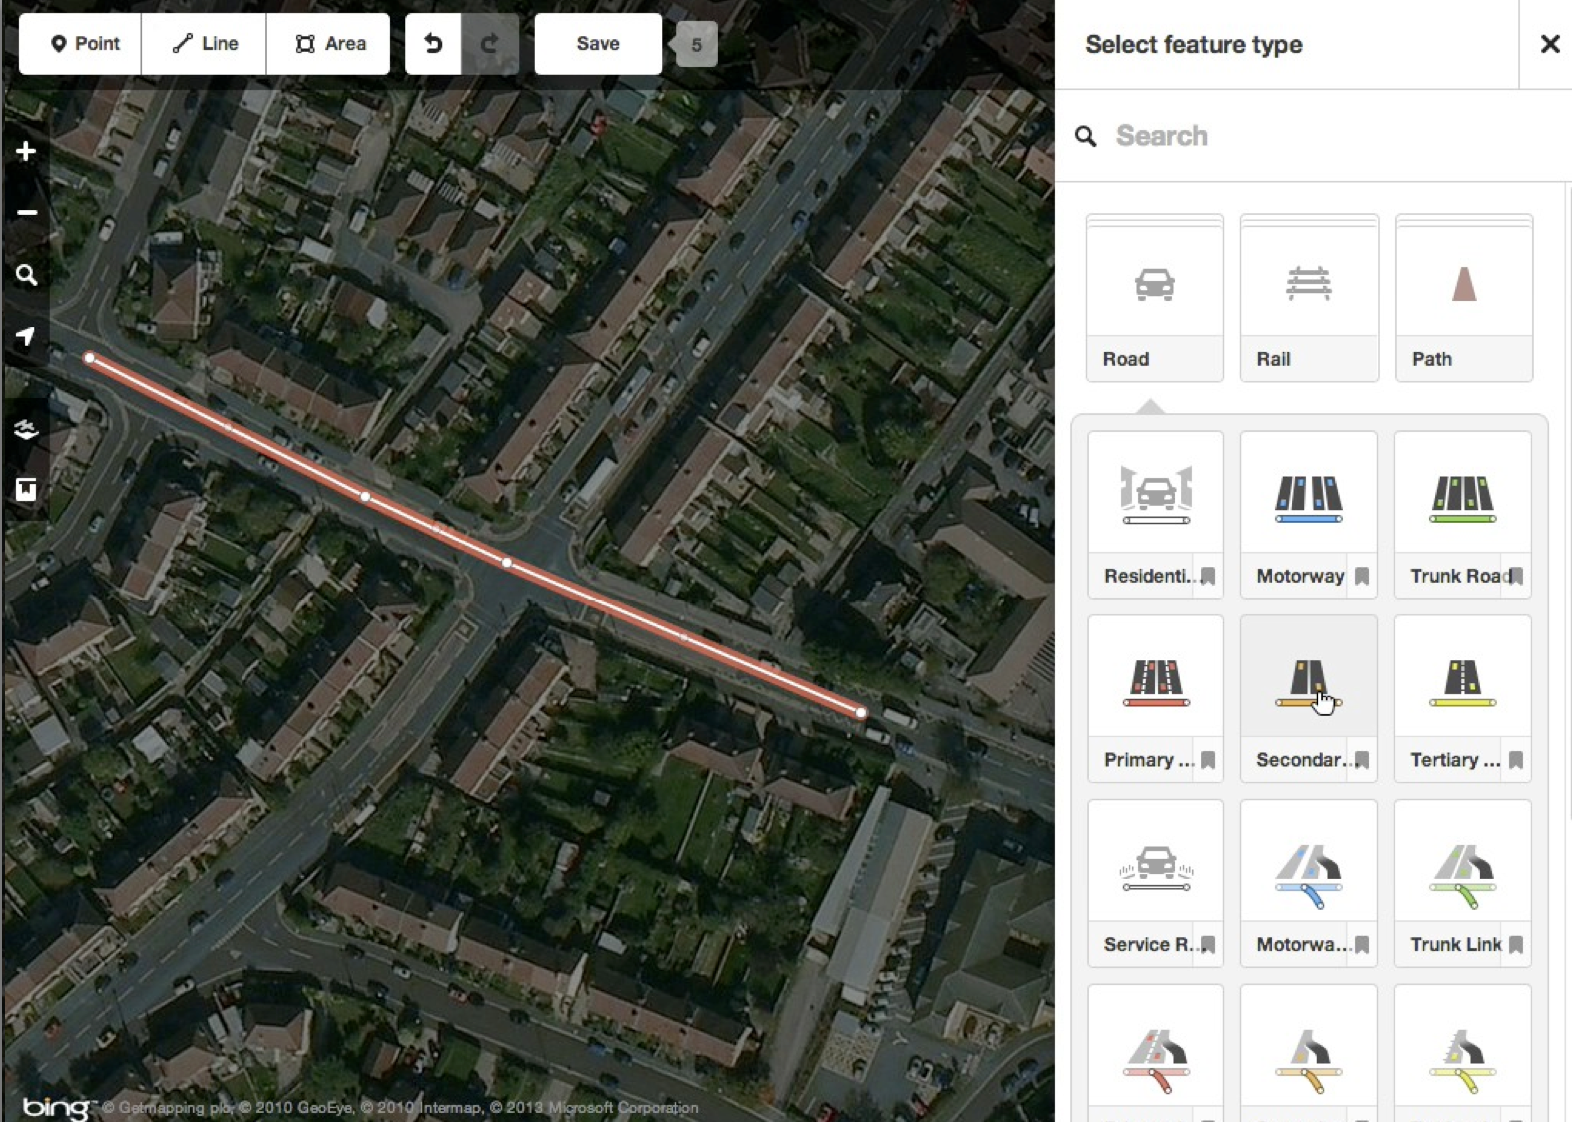 Point
Line
Area
Save
5
Select feature type
Search
Road
Rail
Path
Residenti...
Motorway
Trunk Road
Primary ...
Secondar...
Tertiary ...
Service R...
Motorwa...
Trunk Link
bing © Getmapping plc, © 2010 GeoEye, © 2010 Intermap, © 2013 Microsoft Corporation